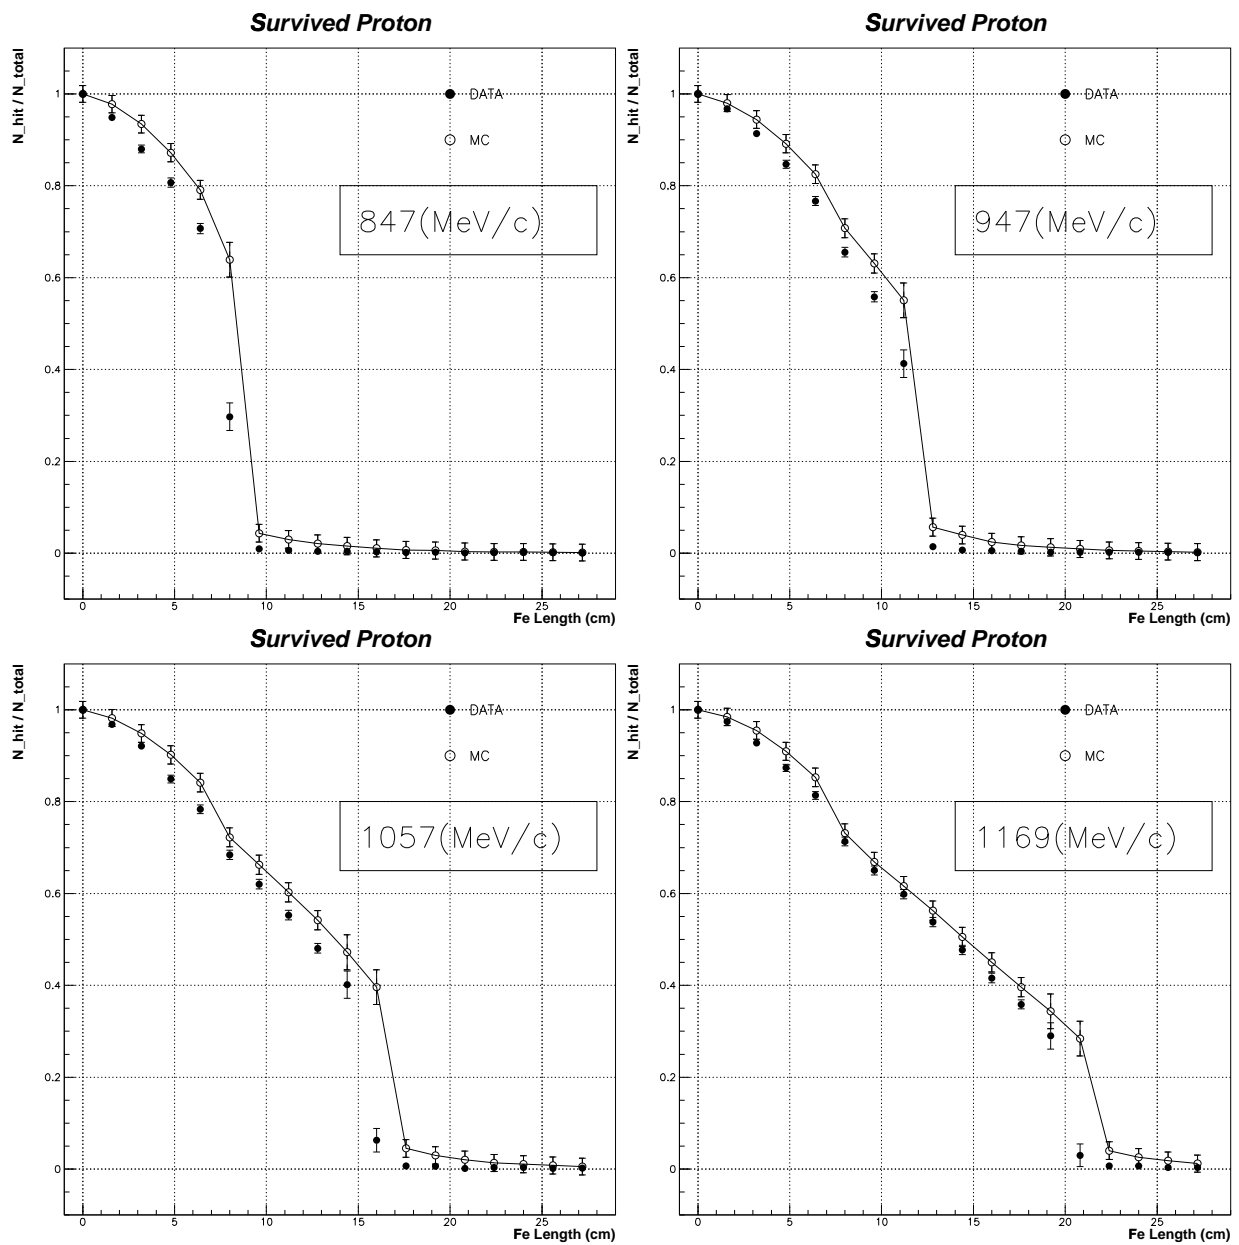 Survived Proton
N_hit / N_total
1
0.8
0.6
0.4
0.2
0
DATA
MC
847(MeV/c)
0 5 10 15 20 25
Fe Length (cm)
Survived Proton
N_hit / N_total
1
0.8
0.6
0.4
0.2
0
DATA
MC
947(MeV/c)
0 5 10 15 20 25
Fe Length (cm)
Survived Proton
N_hit / N_total
1
0.8
0.6
0.4
0.2
0
DATA
MC
1057(MeV/c)
0 5 10 15 20 25
Fe Length (cm)
Survived Proton
N_hit / N_total
1
0.8
0.6
0.4
0.2
0
DATA
MC
1169(MeV/c)
0 5 10 15 20 25
Fe Length (cm)